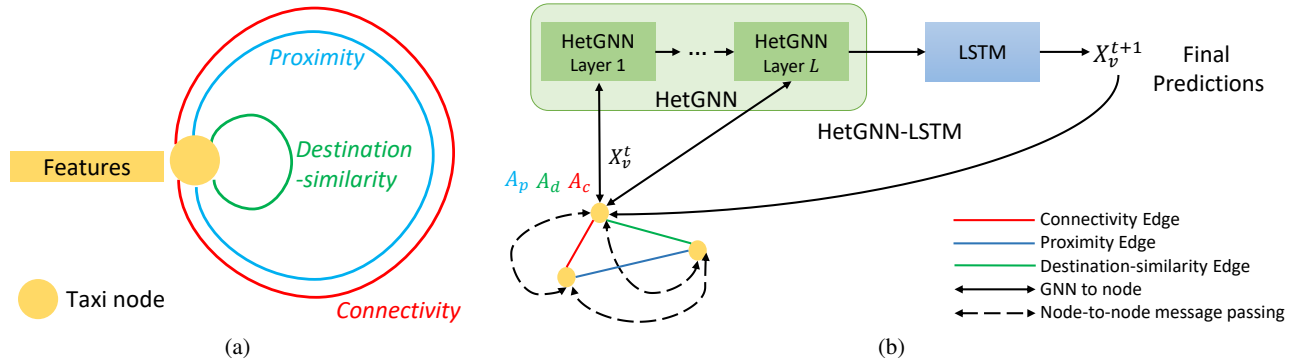 Proximity
Destination
-similarity
Features
Taxi node
Connectivity
(a)
HetGNN
Layer 1
...
HetGNN
Layer L
HetGNN
LSTM
X_v^{t+1}
Final
Predictions
HetGNN-LSTM
X_v^t
A_p A_d A_c
Connectivity Edge
Proximity Edge
Destination-similarity Edge
GNN to node
Node-to-node message passing
(b)